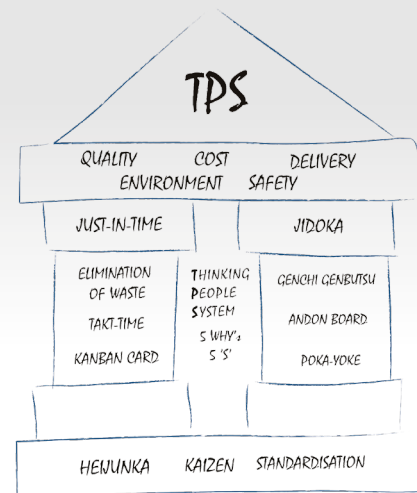 TPS
QUALITY COST DELIVERY
ENVIRONMENT SAFETY
JUST-IN-TIME
JIDOKA
ELIMINATION
OF WASTE
TAKT-TIME
KANBAN CARD
THINKING
PEOPLE
SYSTEM
5 WHY's
5 'S'
GENCHI GENBUTSU
ANDON BOARD
POKA-YOKE
HEIJUNKA KAIZEN STANDARDISATION